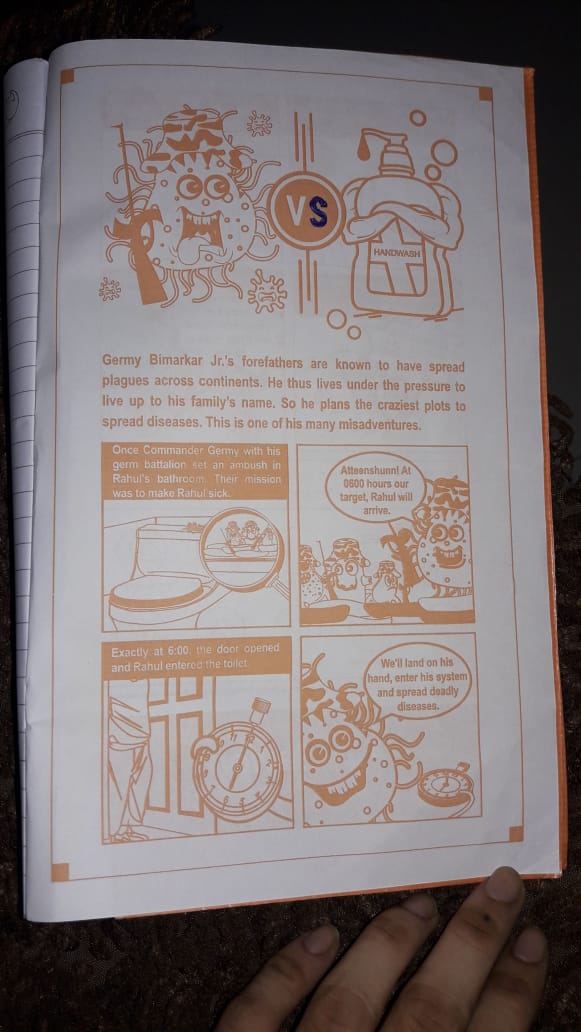 VS
HANDWASH
Germy Bimarkar Jr.'s forefathers are known to have spread
plagues across continents. He thus lives under the pressure to
live up to his family's name. So he plans the craziest plots to
spread diseases. This is one of his many misadventures.
Once Commander Germy with his
germ battalion set an ambush in
Rahul's bathroom. Their mission
was to make Rahul sick.
Atteenshunn! At
0600 hours our
target, Rahul will
arrive.
Exactly at 6:00, the door opened
and Rahul entered the toilet.
We'll land on his
hand, enter his system
and spread deadly
diseases.